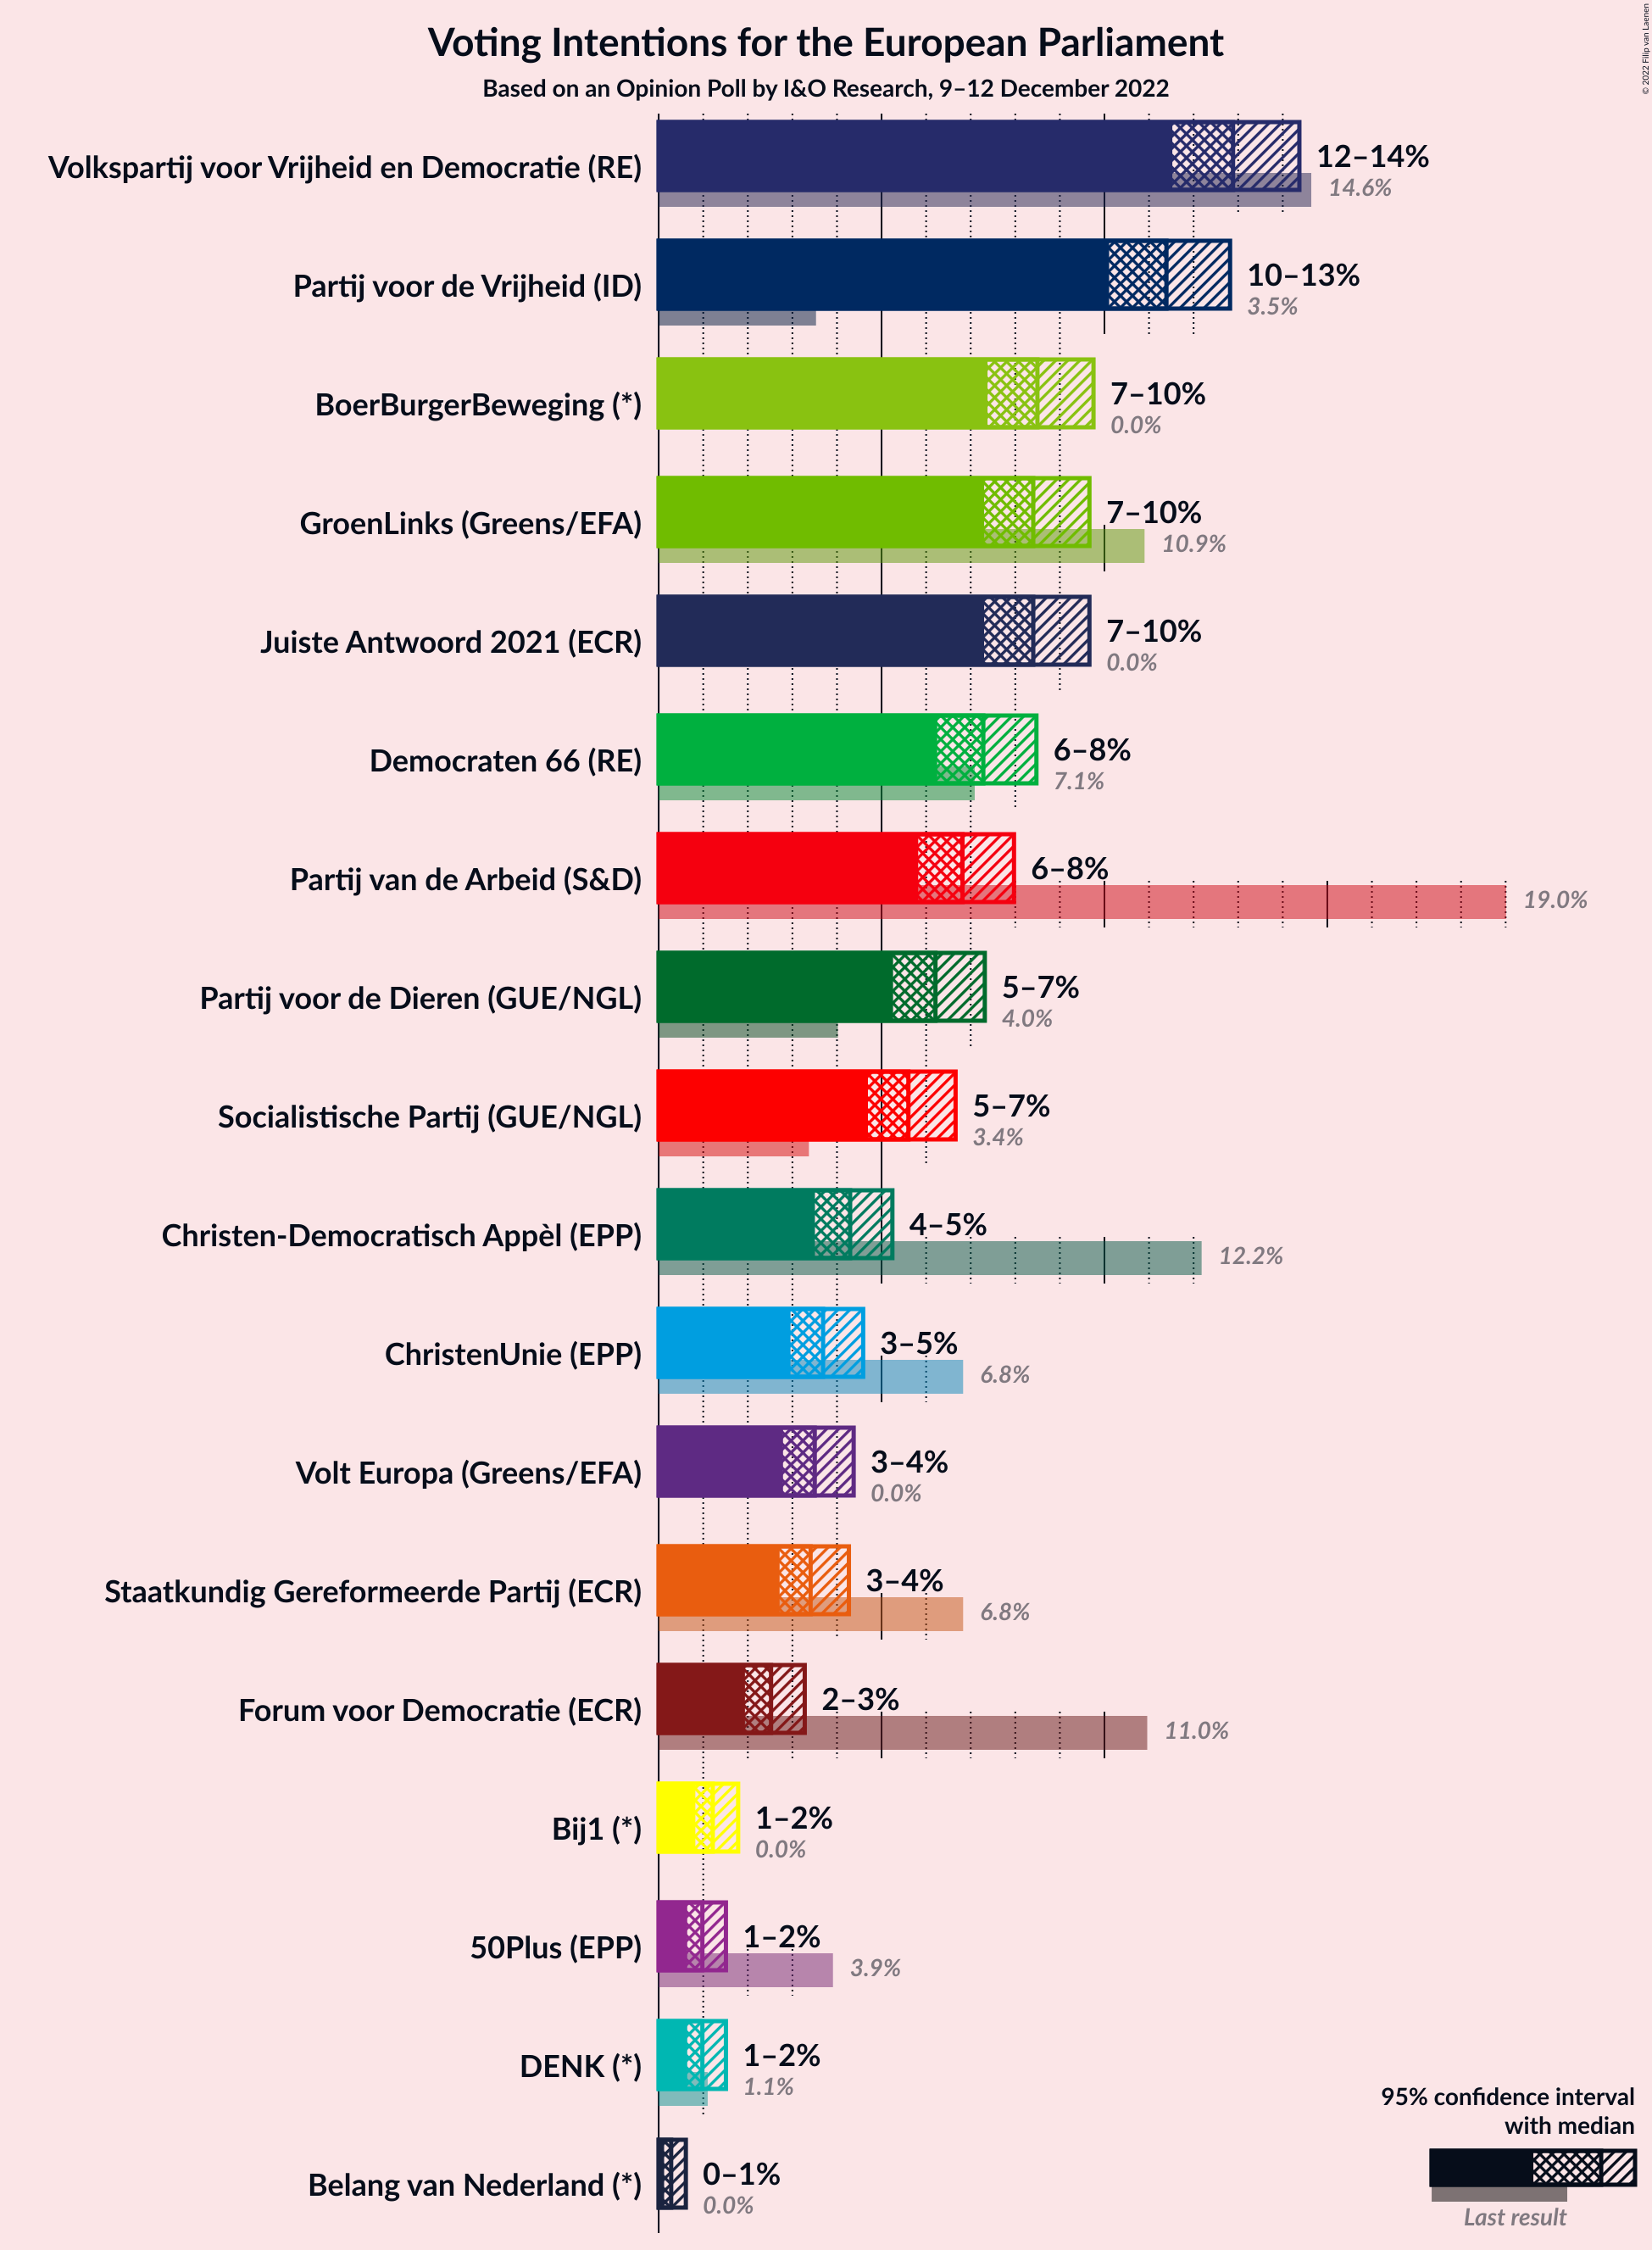 Voting Intentions for the European Parliament
Based on an Opinion Poll by I&O Research, 9–12 December 2022
© 2022 Filip van Laenen
Volkspartij voor Vrijheid en Democratie (RE)
12–14%
14.6%
Partij voor de Vrijheid (ID)
10–13%
3.5%
BoerBurgerBeweging (*)
7–10%
0.0%
GroenLinks (Greens/EFA)
7–10%
10.9%
Juiste Antwoord 2021 (ECR)
7–10%
0.0%
Democraten 66 (RE)
6–8%
7.1%
Partij van de Arbeid (S&D)
6–8%
19.0%
Partij voor de Dieren (GUE/NGL)
5–7%
4.0%
Socialistische Partij (GUE/NGL)
5–7%
3.4%
Christen-Democratisch Appèl (EPP)
4–5%
12.2%
ChristenUnie (EPP)
3–5%
6.8%
Volt Europa (Greens/EFA)
3–4%
0.0%
Staatkundig Gereformeerde Partij (ECR)
3–4%
6.8%
Forum voor Democratie (ECR)
2–3%
11.0%
Bij1 (*)
1–2%
0.0%
50Plus (EPP)
1–2%
3.9%
DENK (*)
1–2%
1.1%
Belang van Nederland (*)
0–1%
0.0%
95% confidence interval
with median
Last result